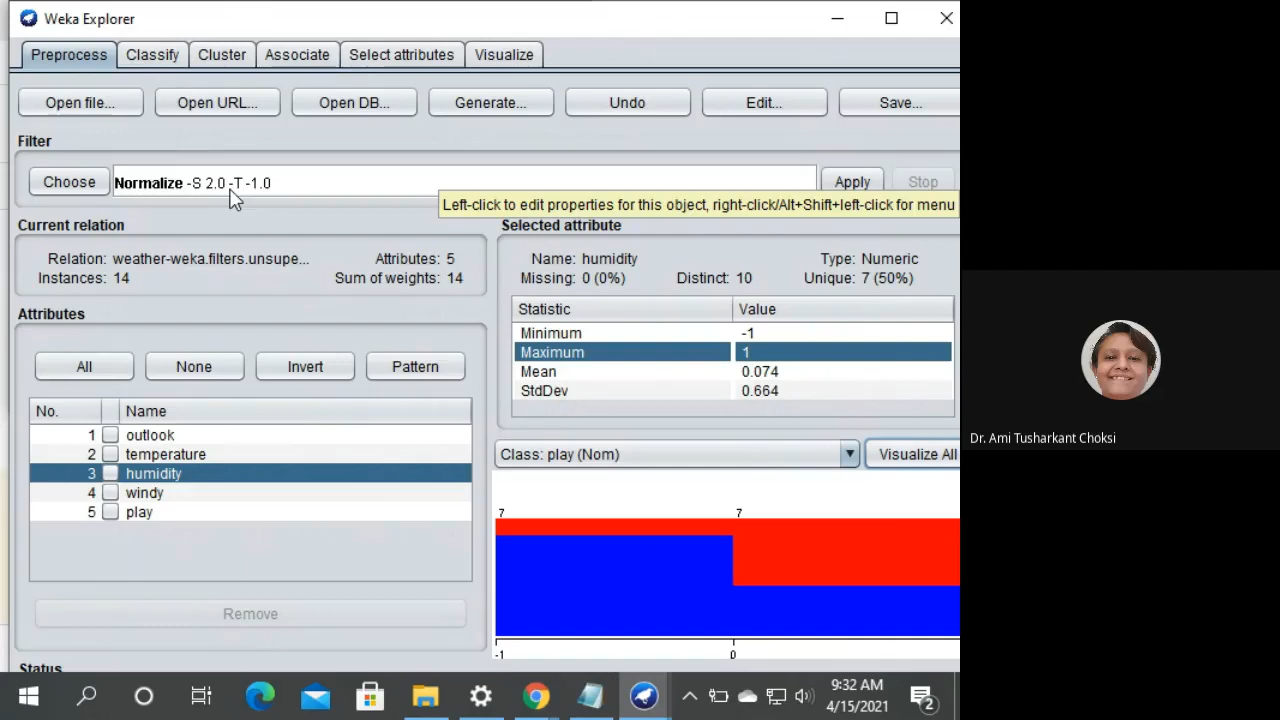 Weka Explorer
Preprocess Classify Cluster Associate Select attributes Visualize
Open file... Open URL... Open DB... Generate... Undo Edit... Save...
Filter
Choose Normalize -S 2.0 -T -1.0 Apply Stop
Left-click to edit properties for this object, right-click/Alt+Shift+left-click for menu
Current relation
Relation: weather-weka.filters.unsupe... Attributes: 5
Instances: 14 Sum of weights: 14
Attributes
All None Invert Pattern
No. Name
1 outlook
2 temperature
3 humidity
4 windy
5 play
Remove
Status
Selected attribute
Name: humidity Type: Numeric
Missing: 0 (0%) Distinct: 10 Unique: 7 (50%)
Statistic Value
Minimum -1
Maximum 1
Mean 0.074
StdDev 0.664
Class: play (Nom) Visualize All
7 7
-1 0
9:32 AM
4/15/2021
2
Dr. Ami Tusharkant Choksi